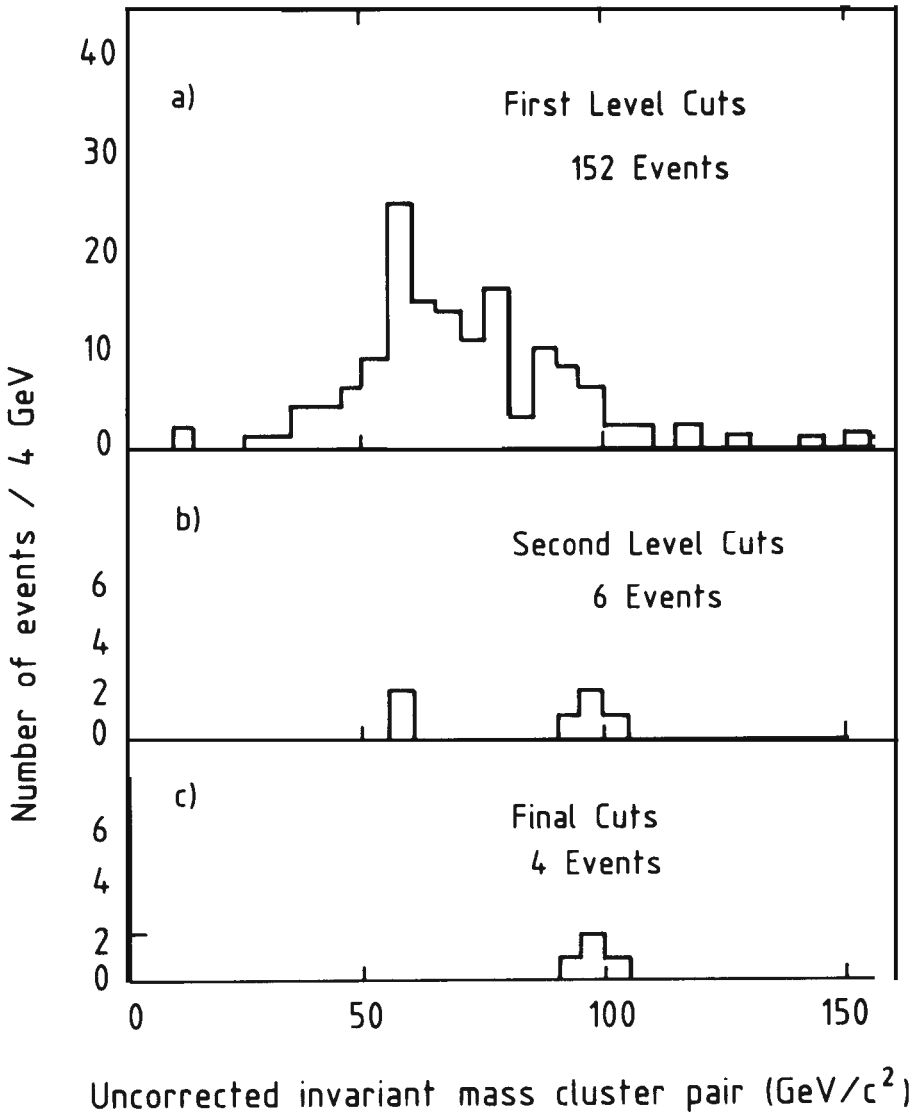 40
a)
First Level Cuts
30
152 Events
20
10
0
b)
Second Level Cuts
6
6 Events
4
2
0
c)
Final Cuts
6
4 Events
4
2
0
0 50 100 150
Number of events / 4 GeV
Uncorrected invariant mass cluster pair (GeV/c²)